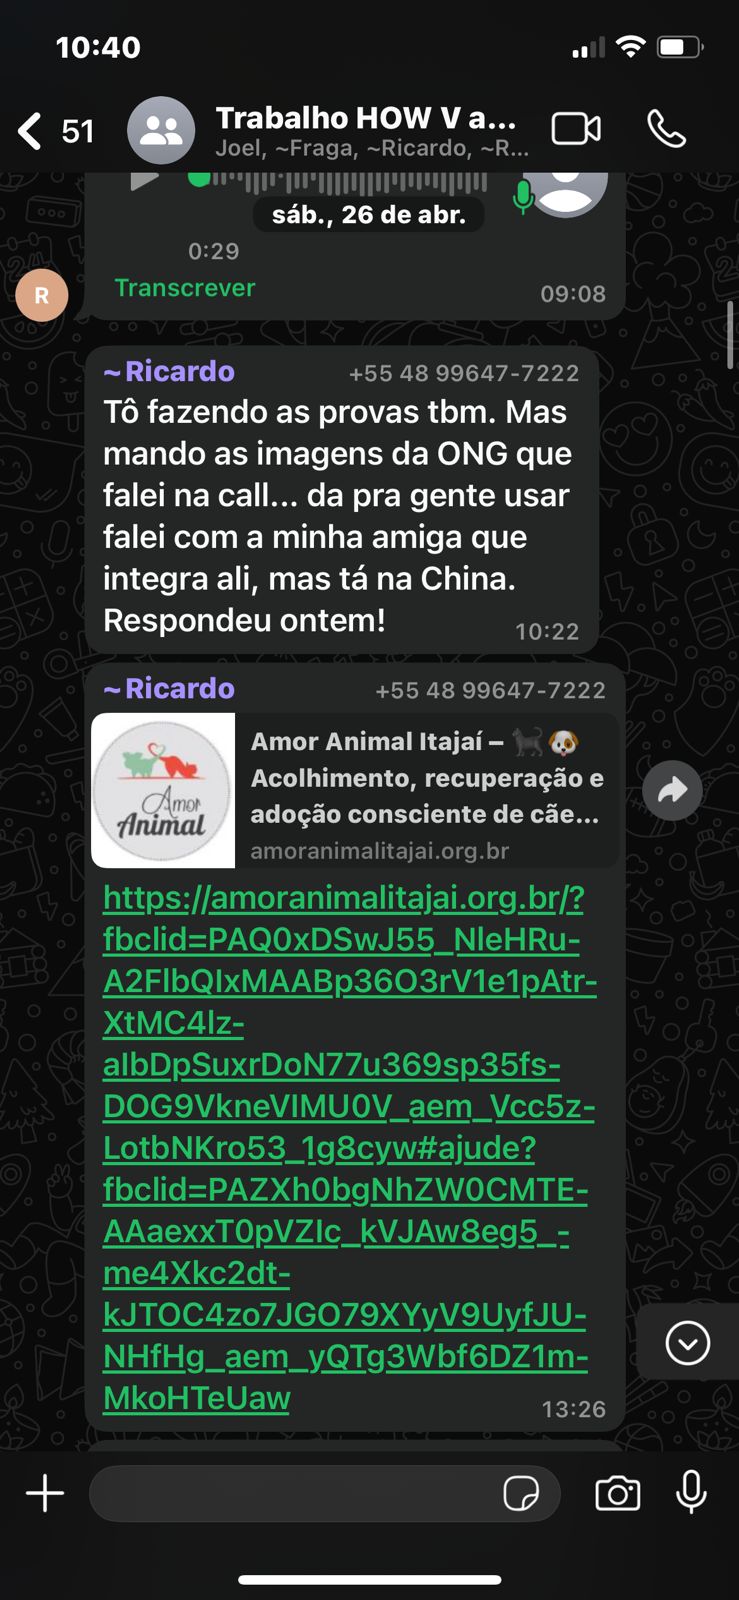 10:40
51
Trabalho HOW V a...
Joel, ~Fraga, ~Ricardo, ~R...
sáb., 26 de abr.
0:29
Transcrever
09:08
R
~Ricardo
+55 48 99647-7222
Tô fazendo as provas tbm. Mas
mando as imagens da ONG que
falei na call... da pra gente usar
falei com a minha amiga que
integra ali, mas tá na China.
Respondeu ontem!
10:22
~Ricardo
+55 48 99647-7222
Amor
Animal
Amor Animal Itajaí – 🐈‍⬛🐶
Acolhimento, recuperação e
adoção consciente de cãe...
amoranimalitajai.org.br
https://amoranimalitajai.org.br/?
fbclid=PAQ0xDSwJ55_NleHRu-
A2FlbQIxMAABp36O3rV1e1pAtr-
XtMC4lz-
aIbDpSuxrDoN77u369sp35fs-
DOG9VkneVIMU0V_aem_Vcc5z-
LotbNKro53_1g8cyw#ajude?
fbclid=PAZXh0bgNhZW0CMTE-
AAaexxT0pVZIc_kVJAw8eg5_-
me4Xkc2dt-
kJTOC4zo7JGO79XYyV9UyfJU-
NHfHg_aem_yQTg3Wbf6DZ1m-
MkoHTeUaw
13:26